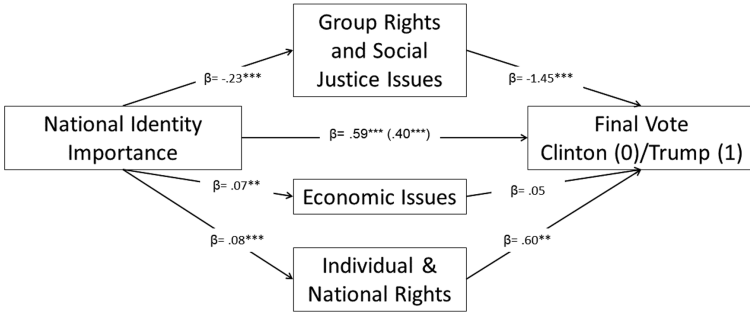 Group Rights
and Social
Justice Issues
β= -.23***
β= -1.45***
National Identity
Importance
β= .59*** (.40***)
Final Vote
Clinton (0)/Trump (1)
β= .07**
Economic Issues
β= .05
β= .08***
β= .60**
Individual &
National Rights